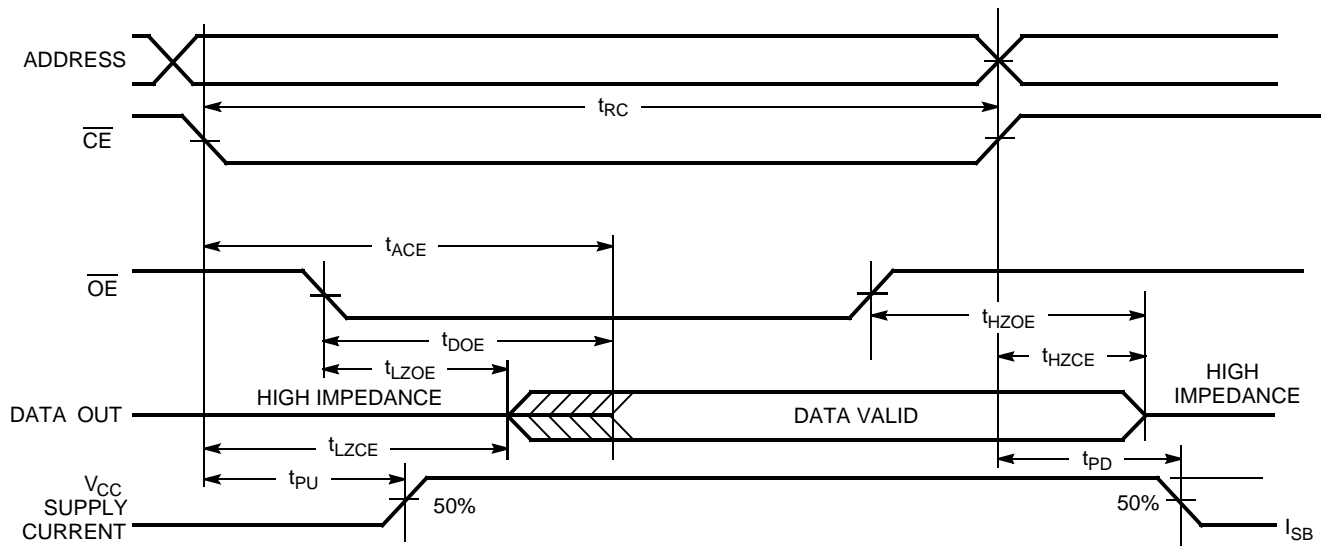 ADDRESS
tRC
CE
tACE
OE
tHZOE
tDOE
tHZCE
tLZOE
HIGH
IMPEDANCE
HIGH IMPEDANCE
DATA OUT
DATA VALID
tLZCE
tPD
tPU
VCC
SUPPLY
CURRENT
50%
50%
ISB